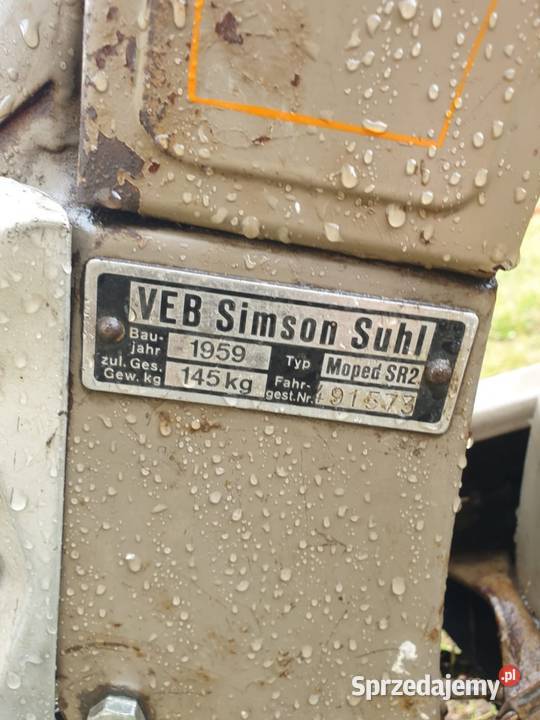 VEB Simson Suhl
Bau-
jahr 1959 Typ Moped SR2
zul. Ges.
Gew. kg 145 kg Fahr-
gest.Nr. 491573
Sprzedajemy.pl